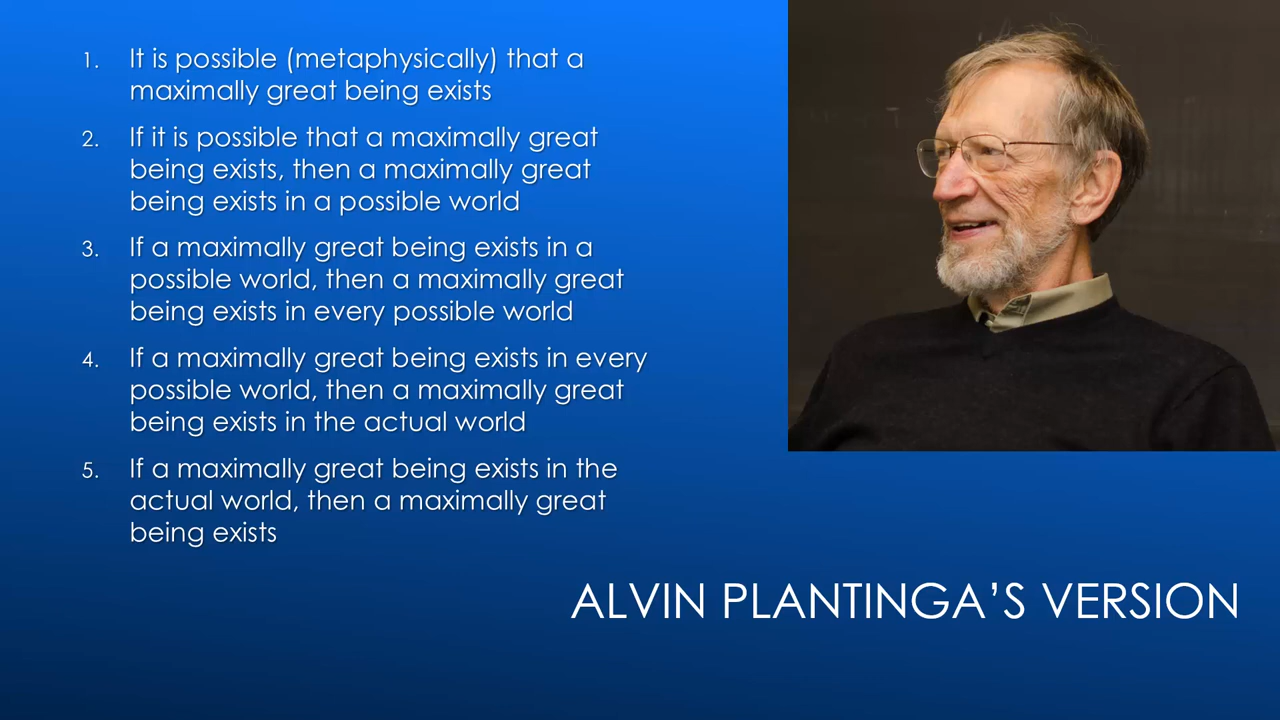 1. It is possible (metaphysically) that a
maximally great being exists
2. If it is possible that a maximally great
being exists, then a maximally great
being exists in a possible world
3. If a maximally great being exists in a
possible world, then a maximally great
being exists in every possible world
4. If a maximally great being exists in every
possible world, then a maximally great
being exists in the actual world
5. If a maximally great being exists in the
actual world, then a maximally great
being exists
ALVIN PLANTINGA’S VERSION